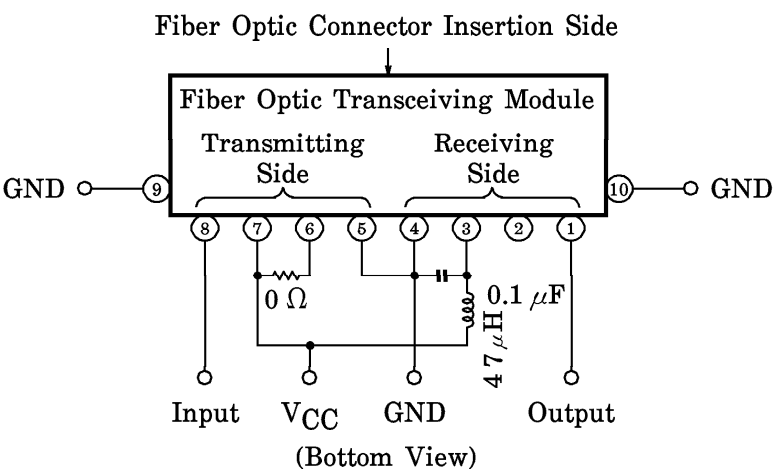 Fiber Optic Connector Insertion Side
Fiber Optic Transceiving Module
Transmitting
Side
Receiving
Side
GND
9
10
GND
8
7
6
5
4
3
2
1
0 Ω
0.1 μF
47 μH
Input
VCC
GND
Output
(Bottom View)